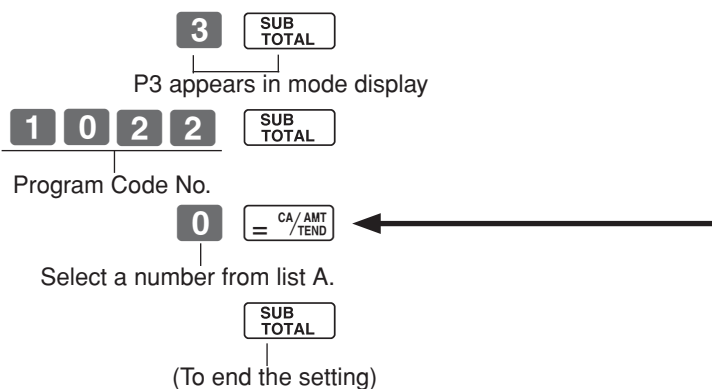 3 SUB
TOTAL
P3 appears in mode display
1 0 2 2 SUB
TOTAL
Program Code No.
0 = CA/AMT
/TEND
Select a number from list A.
SUB
TOTAL
(To end the setting)